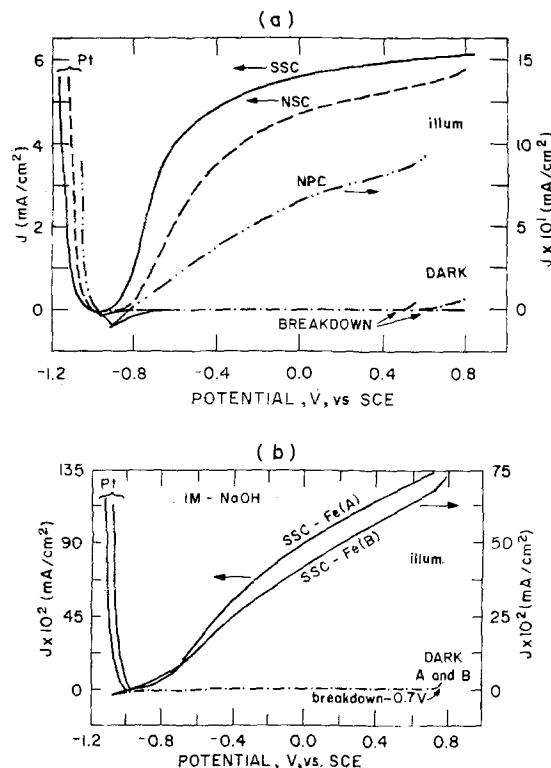 (a)
6
4
2
0
J (mA/cm²)
Pt
SSC
NSC
NPC
illum
DARK
BREAKDOWN
15
10
5
0
J x 10¹ (mA/cm²)
-1.2 -0.8 -0.4 0.0 0.4 0.8
POTENTIAL , V, vs SCE
(b)
135
90
45
0
J x 10² (mA/cm²)
Pt
IM - NaOH
SSC - Fe(A)
SSC - Fe(B)
illum.
DARK
A and B
breakdown-0.7V
75
50
25
0
J x 10² (mA/cm²)
-1.2 -0.8 -0.4 0.0 0.4 0.8
POTENTIAL, V, vs. SCE